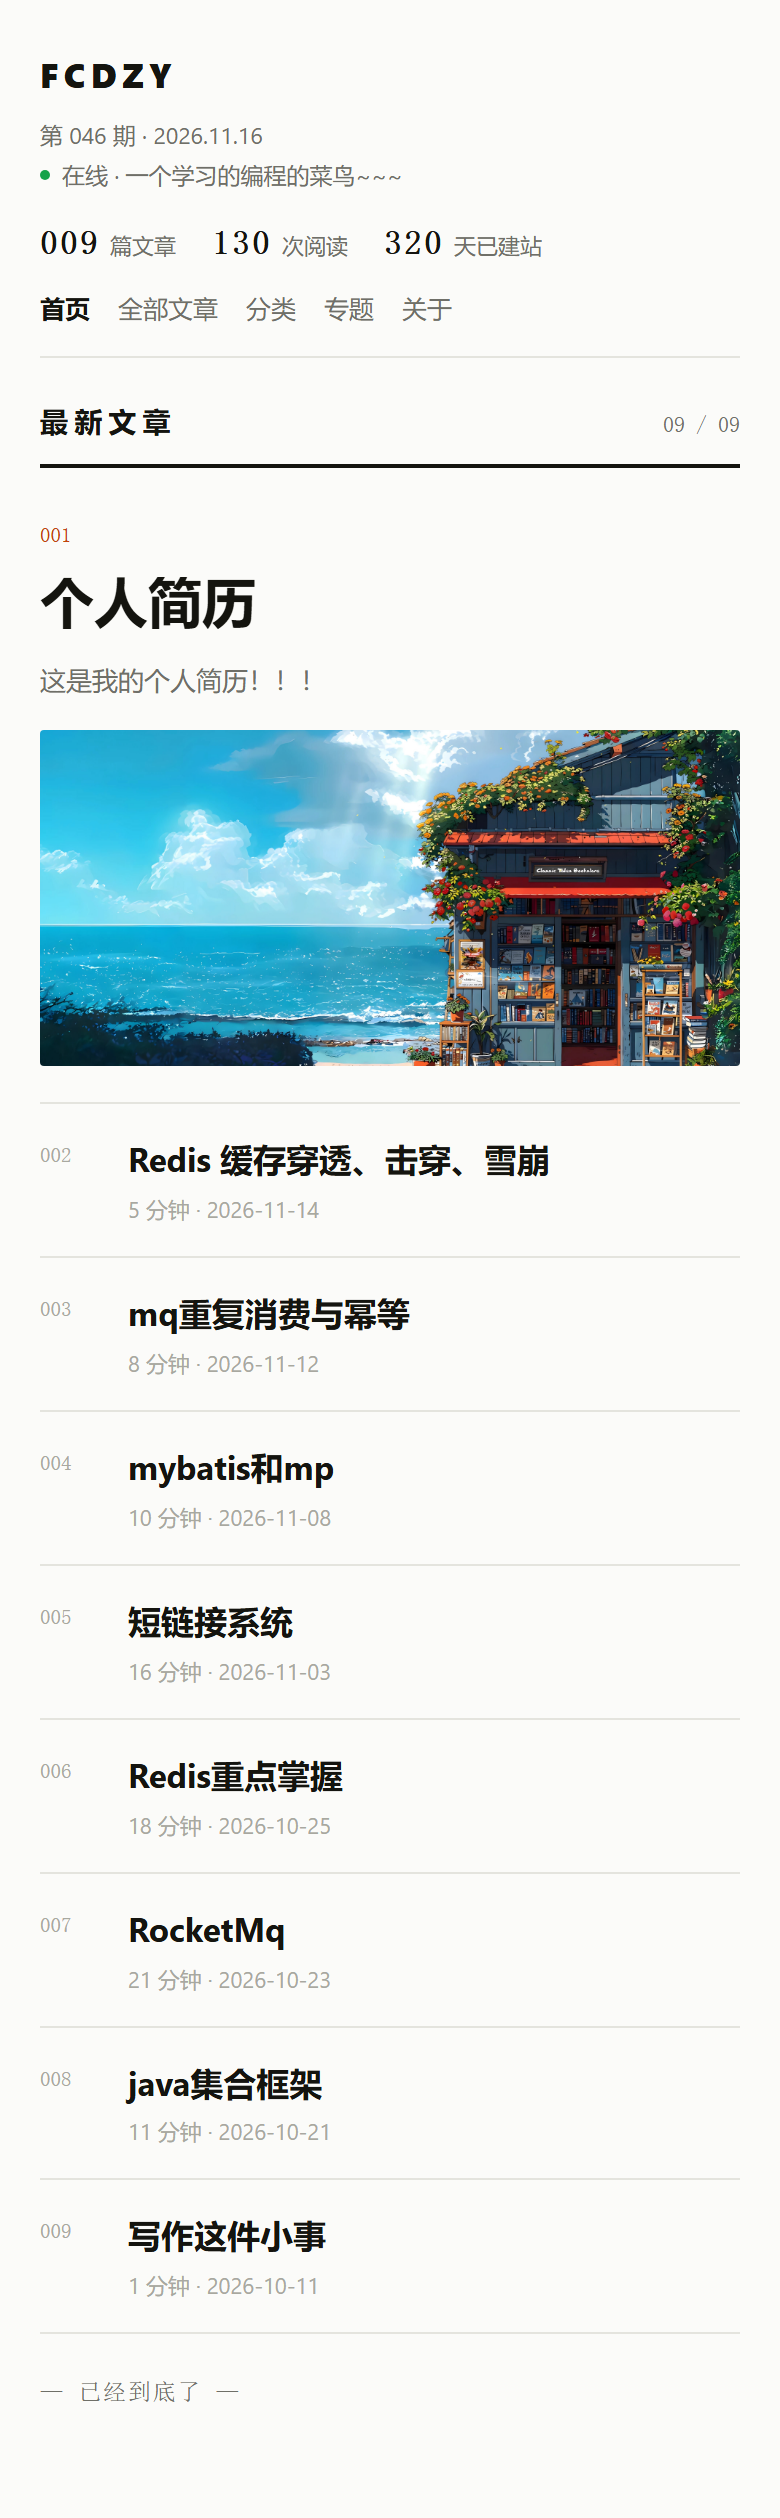 FCDZY
第 046 期 · 2026.11.16
在线 · 一个学习的编程的菜鸟~~~
009 篇文章 130 次阅读 320 天已建站
首页 全部文章 分类 专题 关于
最新文章 09 / 09
001
个人简历
这是我的个人简历！！！
002 Redis 缓存穿透、击穿、雪崩
5 分钟 · 2026-11-14
003 mq重复消费与幂等
8 分钟 · 2026-11-12
004 mybatis和mp
10 分钟 · 2026-11-08
005 短链接系统
16 分钟 · 2026-11-03
006 Redis重点掌握
18 分钟 · 2026-10-25
007 RocketMq
21 分钟 · 2026-10-23
008 java集合框架
11 分钟 · 2026-10-21
009 写作这件小事
1 分钟 · 2026-10-11
— 已经到底了 —